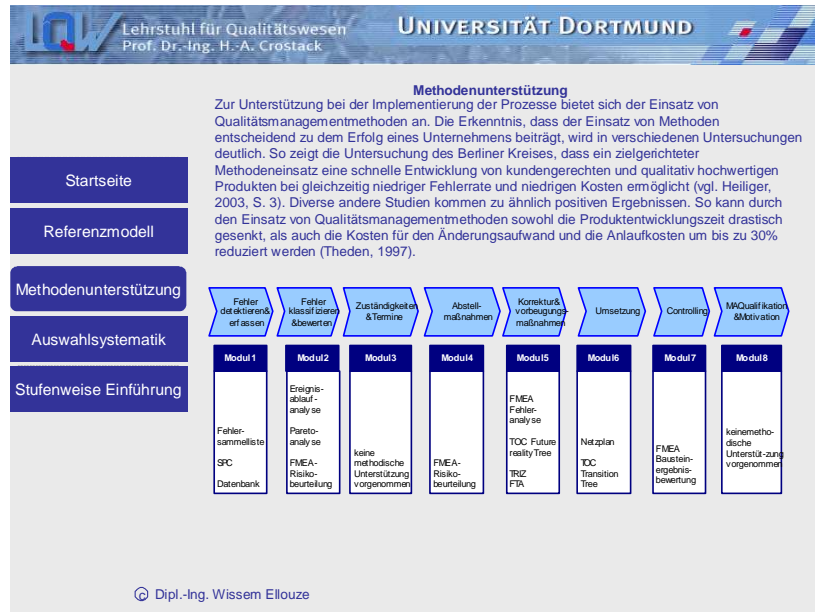 LQW
Lehrstuhl für Qualitätswesen
Prof. Dr.-Ing. H.-A. Crostack
UNIVERSITÄT DORTMUND
Methodenunterstützung
Zur Unterstützung bei der Implementierung der Prozesse bietet sich der Einsatz von
Qualitätsmanagementmethoden an. Die Erkenntnis, dass der Einsatz von Methoden
entscheidend zu dem Erfolg eines Unternehmens beiträgt, wird in verschiedenen Untersuchungen
deutlich. So zeigt die Untersuchung des Berliner Kreises, dass ein zielgerichteter
Methodeneinsatz eine schnelle Entwicklung von kundengerechten und qualitativ hochwertigen
Produkten bei gleichzeitig niedriger Fehlerrate und niedrigen Kosten ermöglicht (vgl. Heiliger,
2003, S. 3). Diverse andere Studien kommen zu ähnlich positiven Ergebnissen. So kann durch
den Einsatz von Qualitätsmanagementmethoden sowohl die Produktentwicklungszeit drastisch
gesenkt, als auch die Kosten für den Änderungsaufwand und die Anlaufkosten um bis zu 30%
reduziert werden (Theden, 1997).
Startseite
Referenzmodell
Methodenunterstützung
Auswahlsystematik
Stufenweise Einführung
Fehler
detektieren&
erfassen
Fehler
klassifizieren
&bewerten
Zuständigkeiten
&Termine
Abstell-
maßnahmen
Korrektur&
vorbeugungs-
maßnahmen
Umsetzung
Controlling
MAQualifikation
&Motivation
Modul1
Fehler-
sammelliste
SPC
Datenbank
Modul2
Ereignis-
ablauf-
analyse
Pareto-
analyse
FMEA-
Risiko-
beurteilung
Modul3
keine
methodische
Unterstützung
vorgenommen
Modul4
FMEA-
Risiko-
beurteilung
Modul5
FMEA
Fehler-
analyse
TOC Future
reality Tree
TRIZ
FTA
Modul6
Netzplan
TOC
Transition
Tree
Modul7
FMEA
Baustein-
ergebnis-
bewertung
Modul8
keinemetho-
dische
Unterstüt-zung
vorgenommen
© Dipl.-Ing. Wissem Ellouze